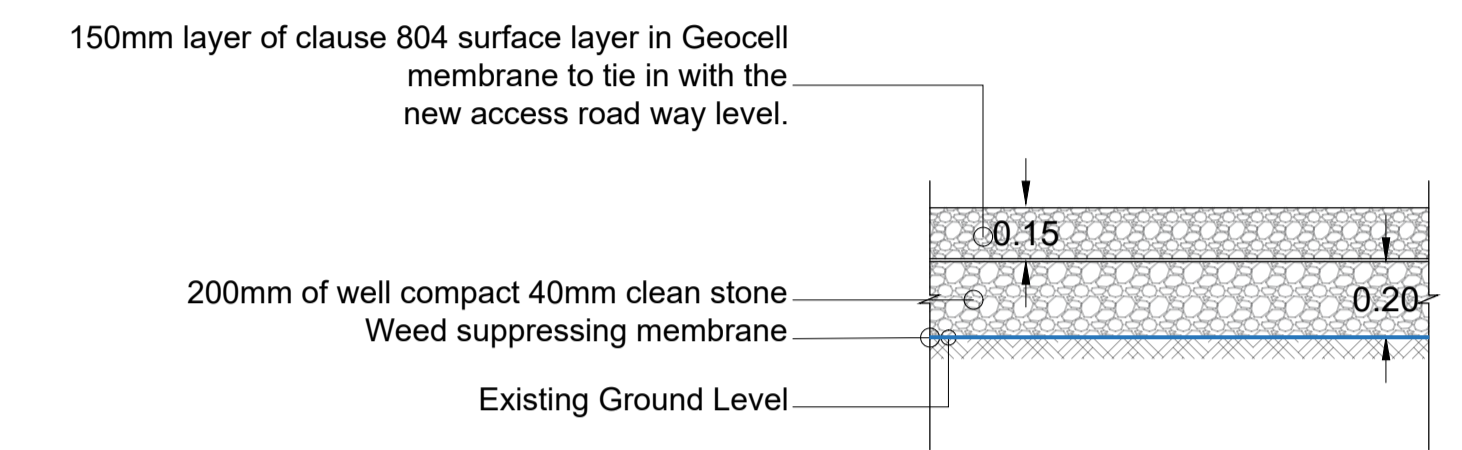 150mm layer of clause 804 surface layer in Geocell
membrane to tie in with the
new access road way level.
0.15
200mm of well compact 40mm clean stone
0.20
Weed suppressing membrane
Existing Ground Level